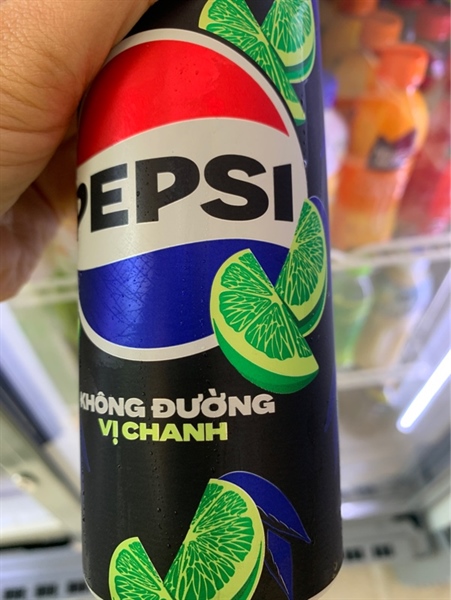 PEPSI
KHÔNG ĐƯỜNG
VỊ CHANH